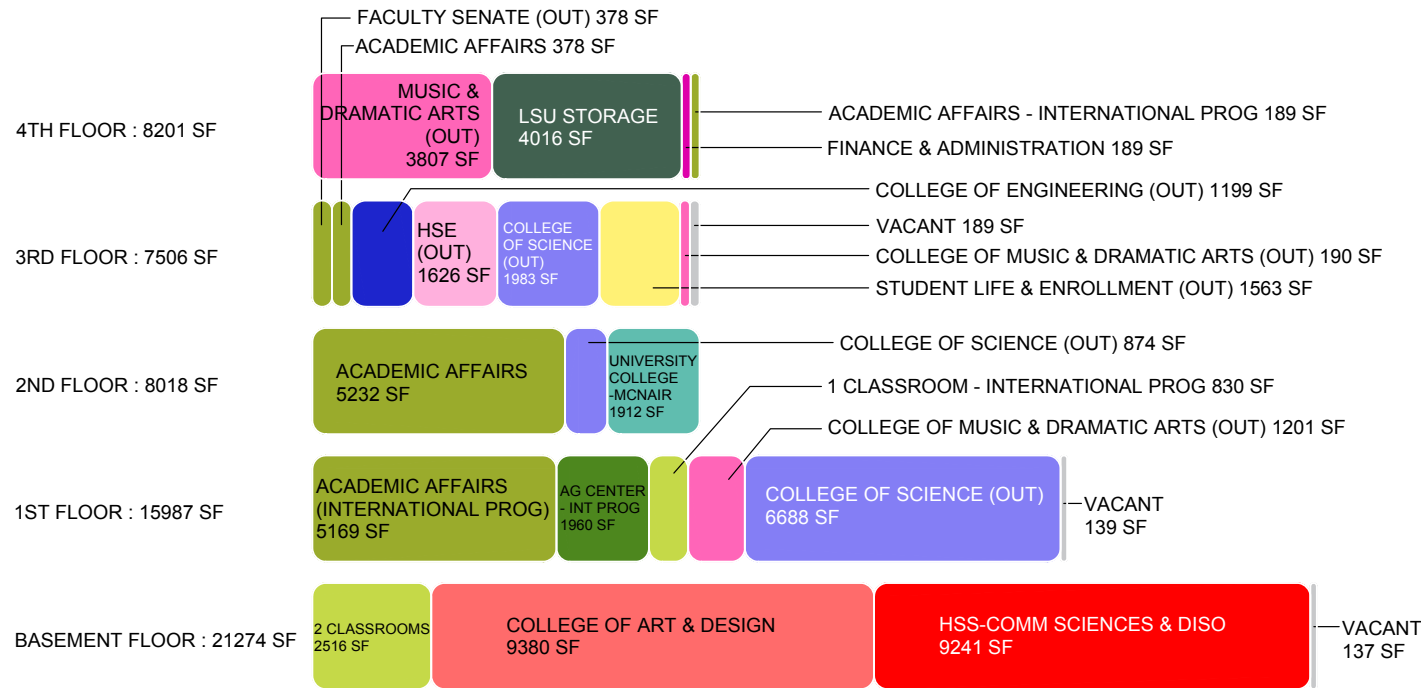 FACULTY SENATE (OUT) 378 SF
ACADEMIC AFFAIRS 378 SF
4TH FLOOR : 8201 SF
MUSIC &
DRAMATIC ARTS
(OUT)
3807 SF
LSU STORAGE
4016 SF
ACADEMIC AFFAIRS - INTERNATIONAL PROG 189 SF
FINANCE & ADMINISTRATION 189 SF
3RD FLOOR : 7506 SF
HSE
(OUT)
1626 SF
COLLEGE
OF SCIENCE
(OUT)
1983 SF
COLLEGE OF ENGINEERING (OUT) 1199 SF
VACANT 189 SF
COLLEGE OF MUSIC & DRAMATIC ARTS (OUT) 190 SF
STUDENT LIFE & ENROLLMENT (OUT) 1563 SF
2ND FLOOR : 8018 SF
ACADEMIC AFFAIRS
5232 SF
UNIVERSITY
COLLEGE
-MCNAIR
1912 SF
COLLEGE OF SCIENCE (OUT) 874 SF
1 CLASSROOM - INTERNATIONAL PROG 830 SF
COLLEGE OF MUSIC & DRAMATIC ARTS (OUT) 1201 SF
1ST FLOOR : 15987 SF
ACADEMIC AFFAIRS
(INTERNATIONAL PROG)
5169 SF
AG CENTER
- INT PROG
1960 SF
COLLEGE OF SCIENCE (OUT)
6688 SF
VACANT
139 SF
BASEMENT FLOOR : 21274 SF
2 CLASSROOMS
2516 SF
COLLEGE OF ART & DESIGN
9380 SF
HSS-COMM SCIENCES & DISO
9241 SF
VACANT
137 SF